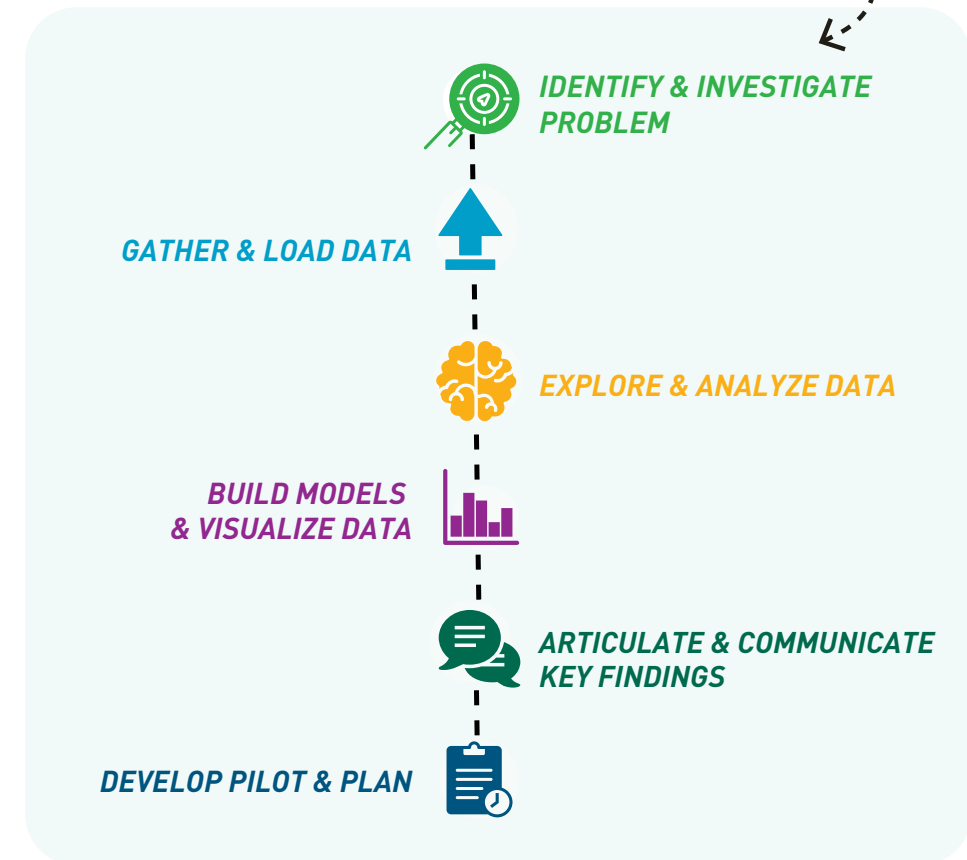 IDENTIFY & INVESTIGATE
PROBLEM
GATHER & LOAD DATA
EXPLORE & ANALYZE DATA
BUILD MODELS
& VISUALIZE DATA
ARTICULATE & COMMUNICATE
KEY FINDINGS
DEVELOP PILOT & PLAN